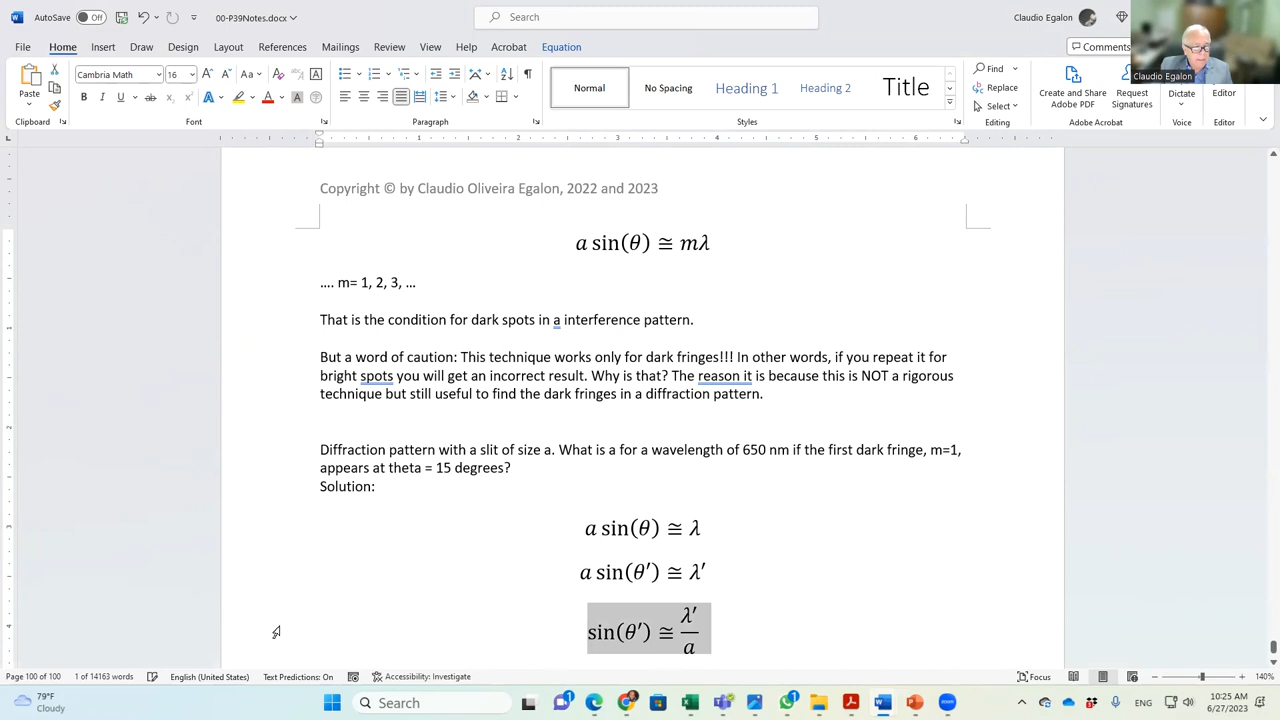 AutoSave Off 00-P39Notes.docx Search Claudio Egalon
File Home Insert Draw Design Layout References Mailings Review View Help Acrobat Equation Comments
Claudio Egalon
Paste Cambria Math 16 Normal No Spacing Heading 1 Heading 2 Title Find Replace Select Create and Share Adobe PDF Request Signatures Dictate Editor
Clipboard Font Paragraph Styles Editing Adobe Acrobat Voice Editor
1 2 3 4 5 6
Copyright © by Claudio Oliveira Egalon, 2022 and 2023
a sin(θ) ≅ mλ
…. m= 1, 2, 3, …
That is the condition for dark spots in a interference pattern.
But a word of caution: This technique works only for dark fringes!!! In other words, if you repeat it for
bright spots you will get an incorrect result. Why is that? The reason it is because this is NOT a rigorous
technique but still useful to find the dark fringes in a diffraction pattern.
Diffraction pattern with a slit of size a. What is a for a wavelength of 650 nm if the first dark fringe, m=1,
appears at theta = 15 degrees?
Solution:
a sin(θ) ≅ λ
a sin(θ′) ≅ λ′
sin(θ′) ≅ λ′/a
Page 100 of 100 1 of 14163 words English (United States) Text Predictions: On Accessibility: Investigate Focus 140%
79°F
Cloudy
Search
ENG
10:25 AM
6/27/2023